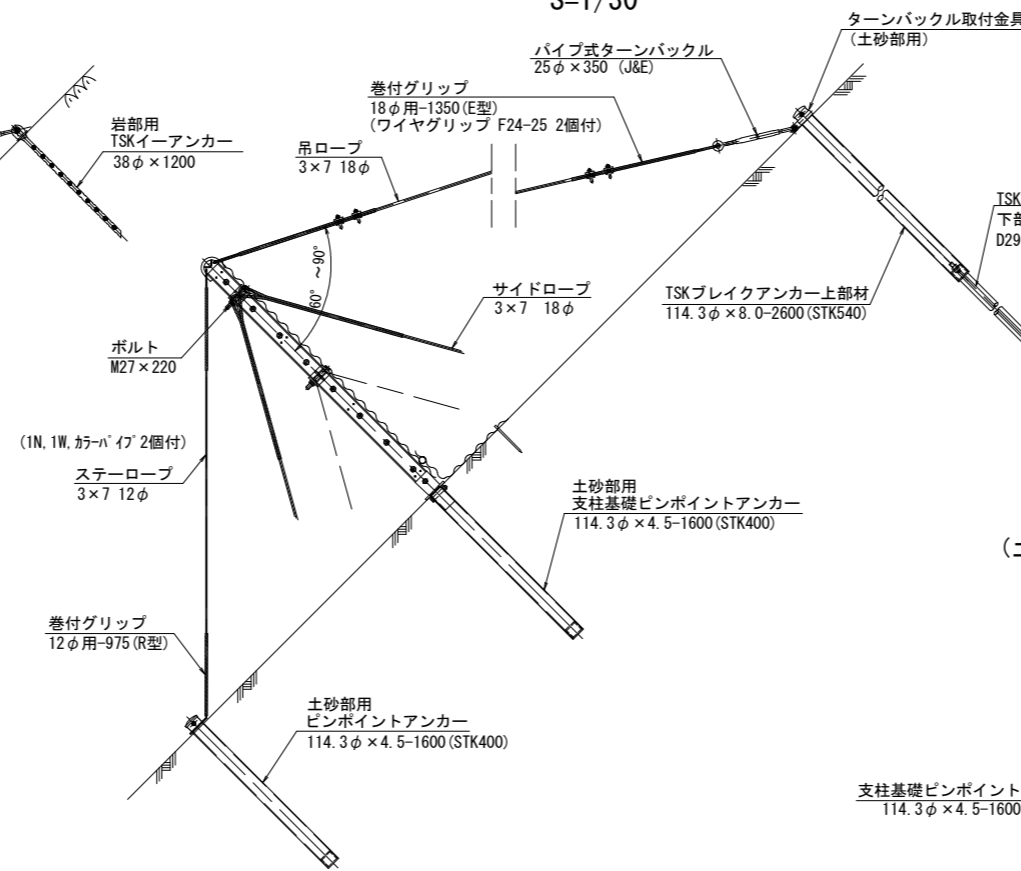 S=1/30
ターンバックル取付金具
(土砂部用)
パイプ式ターンバックル
25φ×350 (J&E)
巻付グリップ
18φ用-1350(E型)
(ワイヤグリップ F24-25 2個付)
岩部用
TSKイーアンカー
38φ×1200
吊ロープ
3×7 18φ
TSK
下部
D29
60°～90°
サイドロープ
3×7 18φ
TSKブレイクアンカー上部材
114.3φ×8.0-2600(STK540)
ボルト
M27×220
(1N, 1W, カラーパイプ 2個付)
ステーロープ
3×7 12φ
土砂部用
支柱基礎ピンポイントアンカー
114.3φ×4.5-1600(STK400)
(土
巻付グリップ
12φ用-975(R型)
土砂部用
ピンポイントアンカー
114.3φ×4.5-1600(STK400)
支柱基礎ピンポイント
114.3φ×4.5-1600